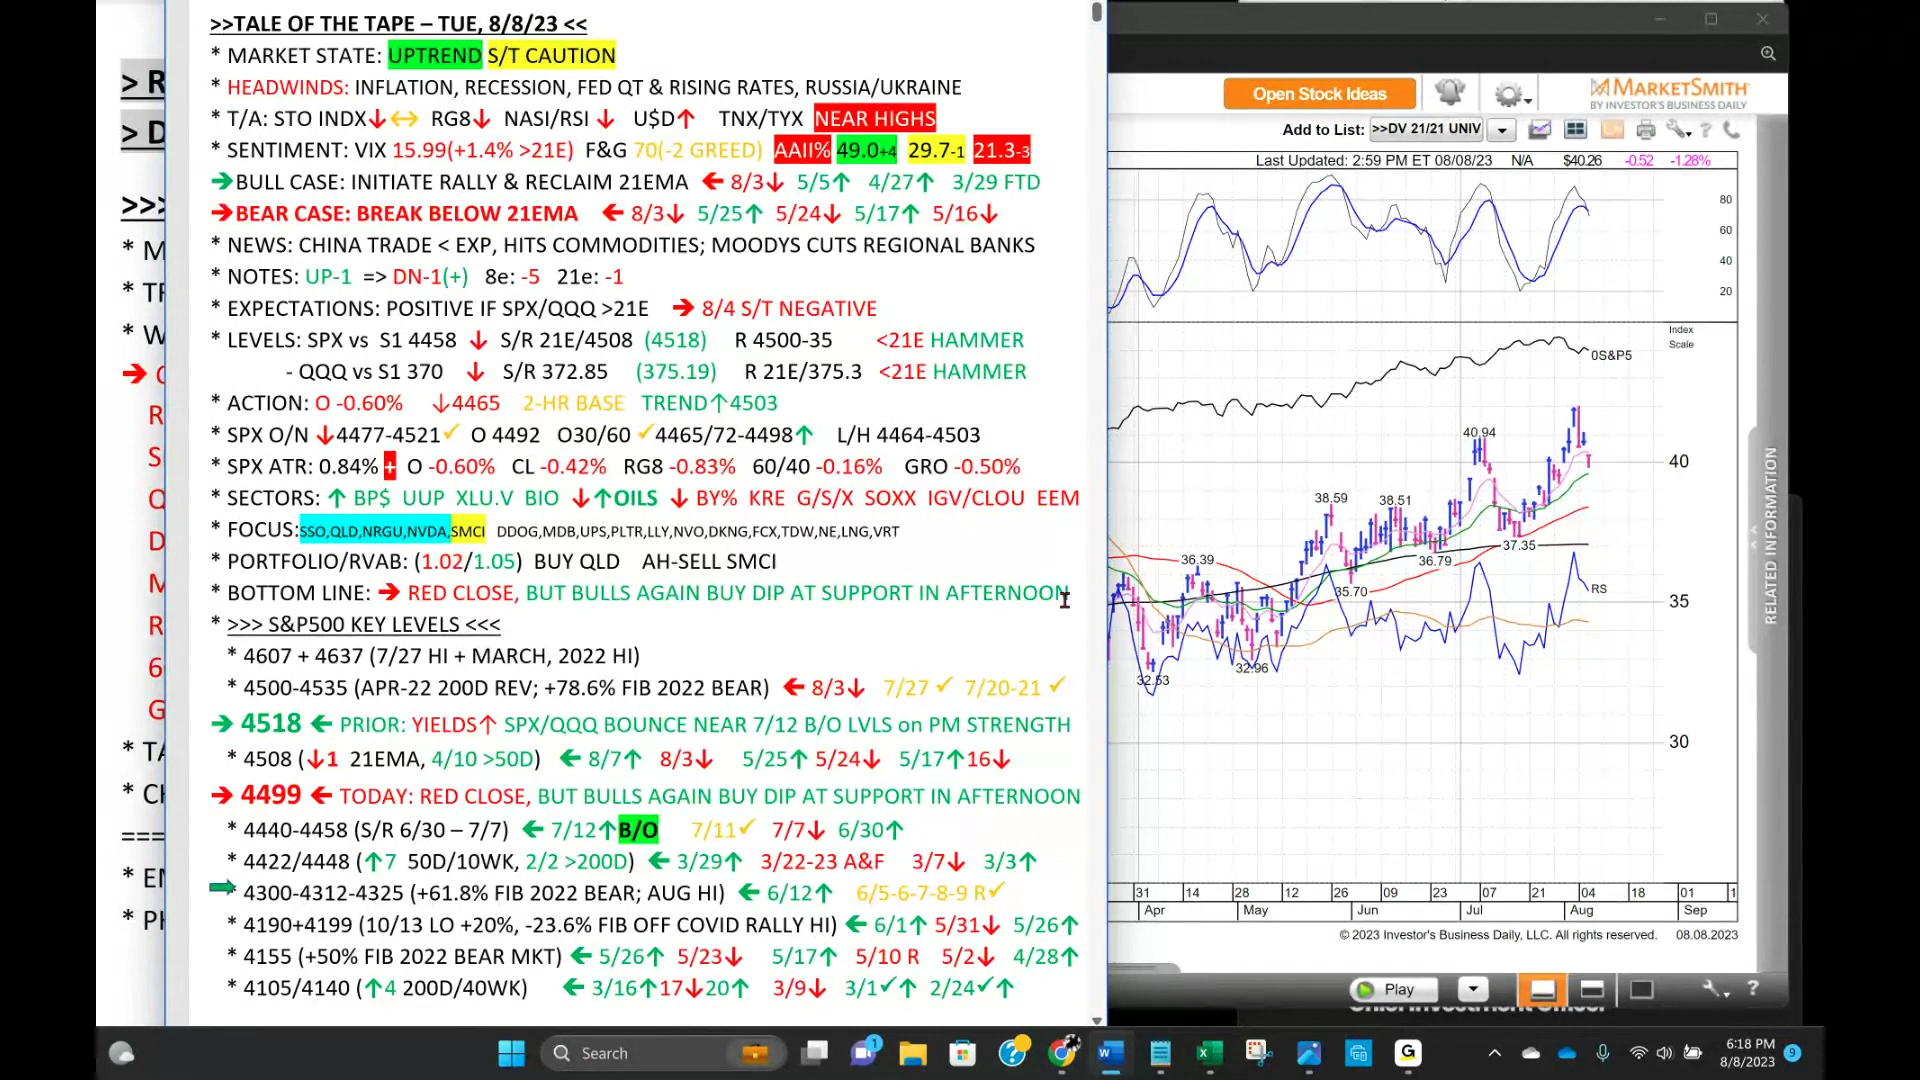 >>TALE OF THE TAPE – TUE, 8/8/23 <<
* MARKET STATE: UPTREND S/T CAUTION
* HEADWINDS: INFLATION, RECESSION, FED QT & RISING RATES, RUSSIA/UKRAINE
* T/A: STO INDX↓ ↔ RG8↓ NASI/RSI ↓ U$D↑ TNX/TYX NEAR HIGHS
* SENTIMENT: VIX 15.99(+1.4% >21E) F&G 70(-2 GREED) AAII% 49.0+4 29.7-1 21.3-3
➔BULL CASE: INITIATE RALLY & RECLAIM 21EMA ← 8/3↓ 5/5↑ 4/27↑ 3/29 FTD
➔BEAR CASE: BREAK BELOW 21EMA ← 8/3↓ 5/25↑ 5/24↓ 5/17↑ 5/16↓
* NEWS: CHINA TRADE < EXP, HITS COMMODITIES; MOODYS CUTS REGIONAL BANKS
* NOTES: UP-1 => DN-1(+) 8e: -5 21e: -1
* EXPECTATIONS: POSITIVE IF SPX/QQQ >21E ➔ 8/4 S/T NEGATIVE
* LEVELS: SPX vs S1 4458 ↓ S/R 21E/4508 (4518) R 4500-35 <21E HAMMER
- QQQ vs S1 370 ↓ S/R 372.85 (375.19) R 21E/375.3 <21E HAMMER
* ACTION: O -0.60% ↓4465 2-HR BASE TREND↑4503
* SPX O/N ↓4477-4521✓ O 4492 O30/60 ✓4465/72-4498↑ L/H 4464-4503
* SPX ATR: 0.84% + O -0.60% CL -0.42% RG8 -0.83% 60/40 -0.16% GRO -0.50%
* SECTORS: ↑ BP$ UUP XLU.V BIO ↓↑OILS ↓ BY% KRE G/S/X SOXX IGV/CLOU EEM
* FOCUS:SSO,QLD,NRGU,NVDA,SMCI DDOG,MDB,UPS,PLTR,LLY,NVO,DKNG,FCX,TDW,NE,LNG,VRT
* PORTFOLIO/RVAB: (1.02/1.05) BUY QLD AH-SELL SMCI
* BOTTOM LINE: ➔ RED CLOSE, BUT BULLS AGAIN BUY DIP AT SUPPORT IN AFTERNOON
* >>> S&P500 KEY LEVELS <<<
* 4607 + 4637 (7/27 HI + MARCH, 2022 HI)
* 4500-4535 (APR-22 200D REV; +78.6% FIB 2022 BEAR) ← 8/3↓ 7/27 ✓ 7/20-21 ✓
➔ 4518 ← PRIOR: YIELDS↑ SPX/QQQ BOUNCE NEAR 7/12 B/O LVLS on PM STRENGTH
* 4508 (↓1 21EMA, 4/10 >50D) ← 8/7↑ 8/3↓ 5/25↑ 5/24↓ 5/17↑16↓
➔ 4499 ← TODAY: RED CLOSE, BUT BULLS AGAIN BUY DIP AT SUPPORT IN AFTERNOON
* 4440-4458 (S/R 6/30 – 7/7) ← 7/12↑B/O 7/11✓ 7/7↓ 6/30↑
* 4422/4448 (↑7 50D/10WK, 2/2 >200D) ← 3/29↑ 3/22-23 A&F 3/7↓ 3/3↑
* 4300-4312-4325 (+61.8% FIB 2022 BEAR; AUG HI) ← 6/12↑ 6/5-6-7-8-9 R✓
* 4190+4199 (10/13 LO +20%, -23.6% FIB OFF COVID RALLY HI) ← 6/1↑ 5/31↓ 5/26↑
* 4155 (+50% FIB 2022 BEAR MKT) ← 5/26↑ 5/23↓ 5/17↑ 5/10 R 5/2↓ 4/28↑
* 4105/4140 (↑4 200D/40WK) ← 3/16↑17↓20↑ 3/9↓ 3/1✓↑ 2/24✓↑
> R
> D
>>>
* M
* TF
* W
➔ C
R
S
Q
D
M
R
6
G
* TA
* CH
====
* EN
* PH
Open Stock Ideas
MarketSmith
BY INVESTOR'S BUSINESS DAILY
Add to List: >>DV 21/21 UNIV
Last Updated: 2:59 PM ET 08/08/23 N/A $40.26 -0.52 -1.28%
80
60
40
20
Index
Scale
0S&P5
40.94
40
38.59
38.51
37.35
36.79
36.39
35.70
RS
35
32.96
32.53
30
31 14 28 12 26 09 23 07 21 04 18 01 1
Apr May Jun Jul Aug Sep
© 2023 Investor's Business Daily, LLC. All rights reserved. 08.08.2023
RELATED INFORMATION
Play
Search
1
6:18 PM
8/8/2023
9